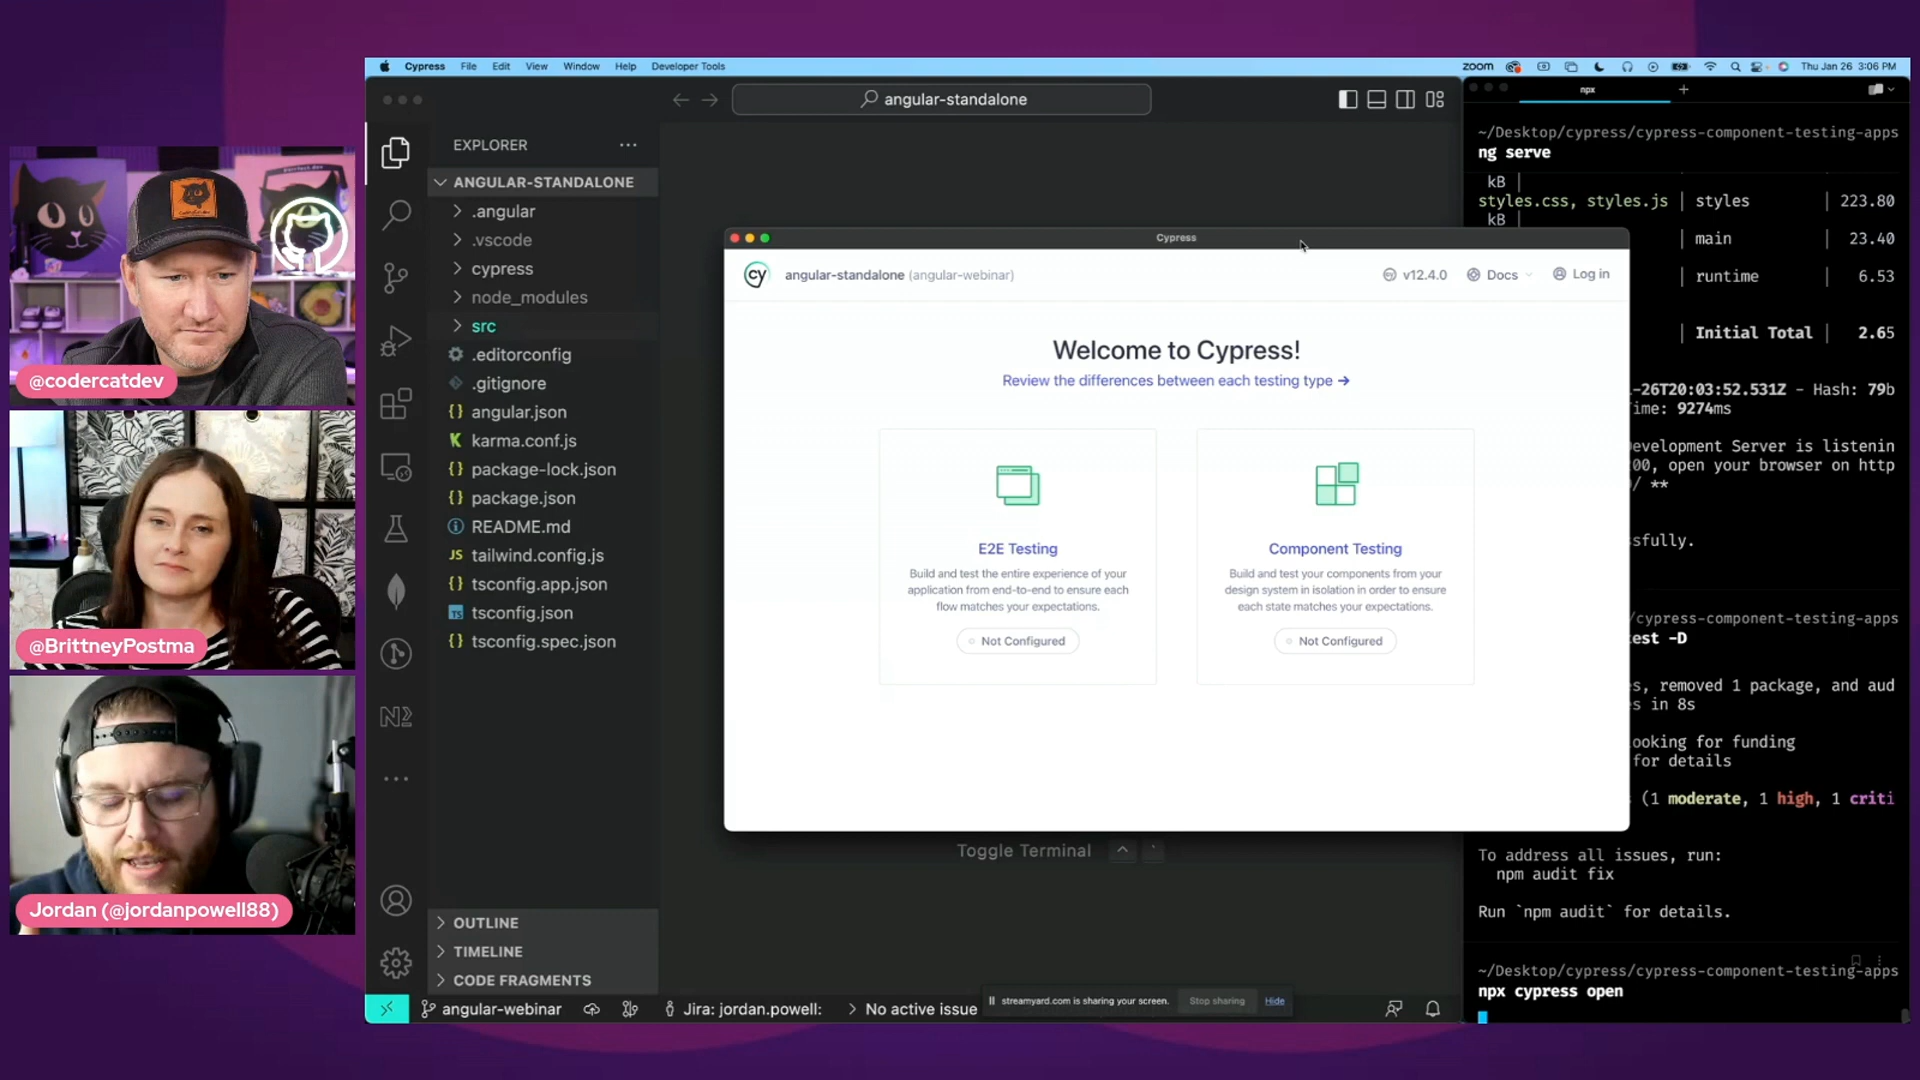 Cypress File Edit View Window Help Developer Tools
zoom Thu Jan 26 3:06 PM
angular-standalone
EXPLORER
ANGULAR-STANDALONE
.angular
.vscode
cypress
node_modules
src
.editorconfig
.gitignore
angular.json
karma.conf.js
package-lock.json
package.json
README.md
tailwind.config.js
tsconfig.app.json
tsconfig.json
tsconfig.spec.json
OUTLINE
TIMELINE
CODE FRAGMENTS
angular-webinar
Jira: jordan.powell:
No active issue
Toggle Terminal ^ `
streamyard.com is sharing your screen. Stop sharing Hide
Cypress
cy angular-standalone (angular-webinar)
v12.4.0 Docs Log in
Welcome to Cypress!
Review the differences between each testing type →
E2E Testing
Build and test the entire experience of your
application from end-to-end to ensure each
flow matches your expectations.
Not Configured
Component Testing
Build and test your components from your
design system in isolation in order to ensure
each state matches your expectations.
Not Configured
npx
~/Desktop/cypress/cypress-component-testing-apps
ng serve
kB |
styles.css, styles.js | styles | 223.80
kB |
| main | 23.40
| runtime | 6.53
| Initial Total | 2.65
-26T20:03:52.531Z - Hash: 79b
ime: 9274ms
evelopment Server is listenin
00, open your browser on http
/ **
sfully.
/cypress-component-testing-apps
test -D
s, removed 1 package, and aud
s in 8s
ooking for funding
for details
(1 moderate, 1 high, 1 criti
To address all issues, run:
npm audit fix
Run `npm audit` for details.
~/Desktop/cypress/cypress-component-testing-apps
npx cypress open
@codercatdev
@BrittneyPostma
Jordan (@jordanpowell88)